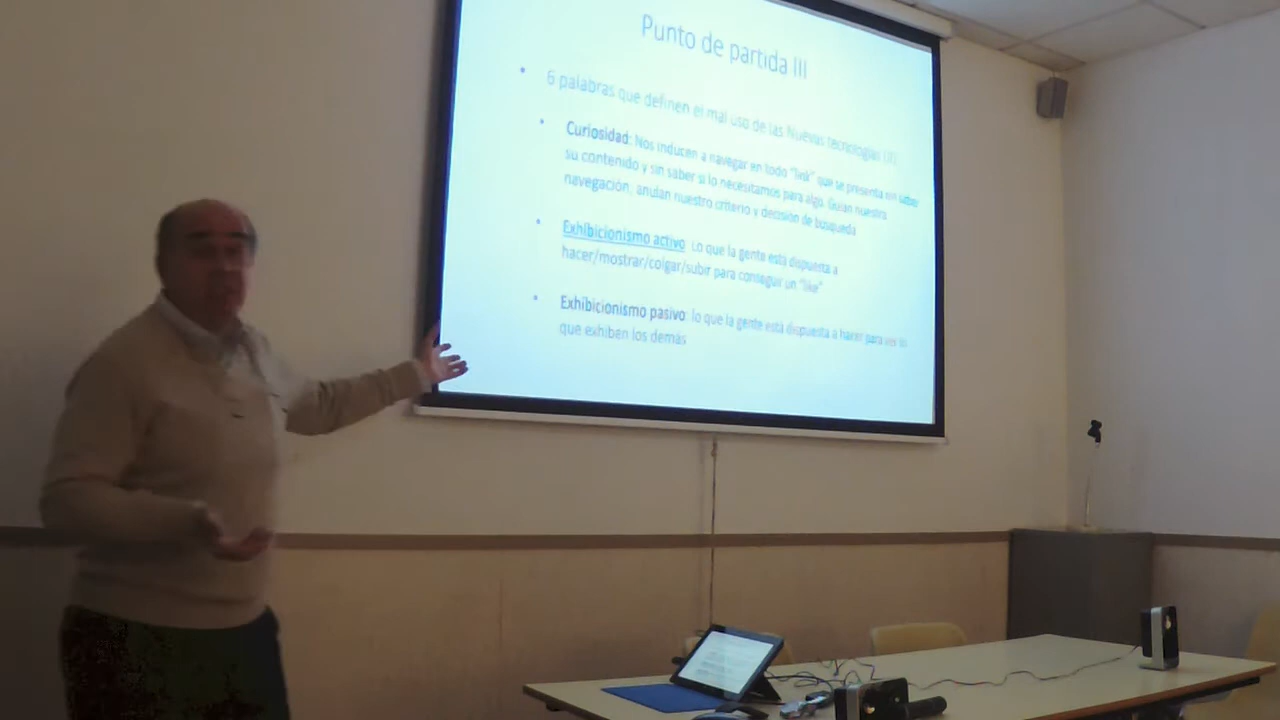 Punto de partida III
• 6 palabras que definen el mal uso de las Nuevas tecnologías (II)
• Curiosidad: Nos inducen a navegar en todo "link" que se presenta sin saber
su contenido y sin saber si lo necesitamos para algo. Guían nuestra
navegación, anulan nuestro criterio y decisión de búsqueda
• Exhibicionismo activo Lo que la gente está dispuesta a
hacer/mostrar/colgar/subir para conseguir un "like"
• Exhibicionismo pasivo: lo que la gente está dispuesta a hacer para ver lo
que exhiben los demás